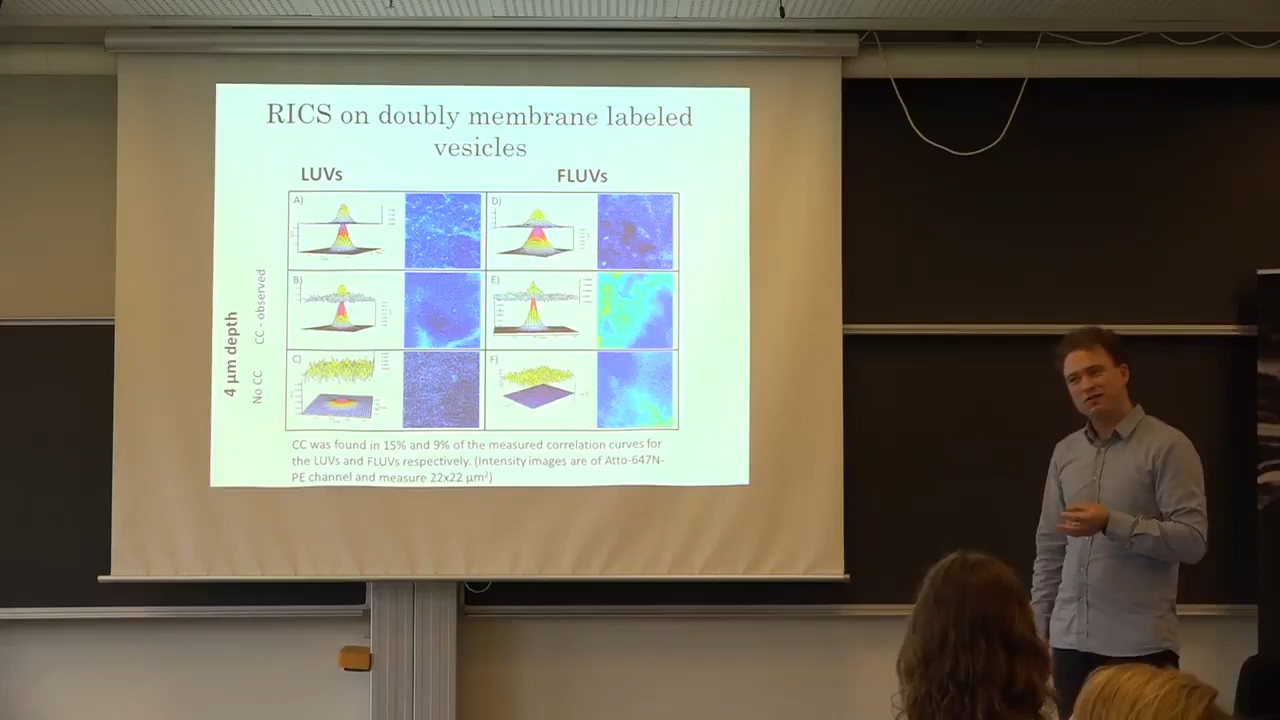 RICS on doubly membrane labeled
vesicles
LUVs
FLUVs
A)
D)
B)
E)
C)
F)
4 µm depth
CC - observed
No CC
CC was found in 15% and 9% of the measured correlation curves for
the LUVs and FLUVs respectively. (Intensity images are of Atto-647N-
PE channel and measure 22x22 µm²)